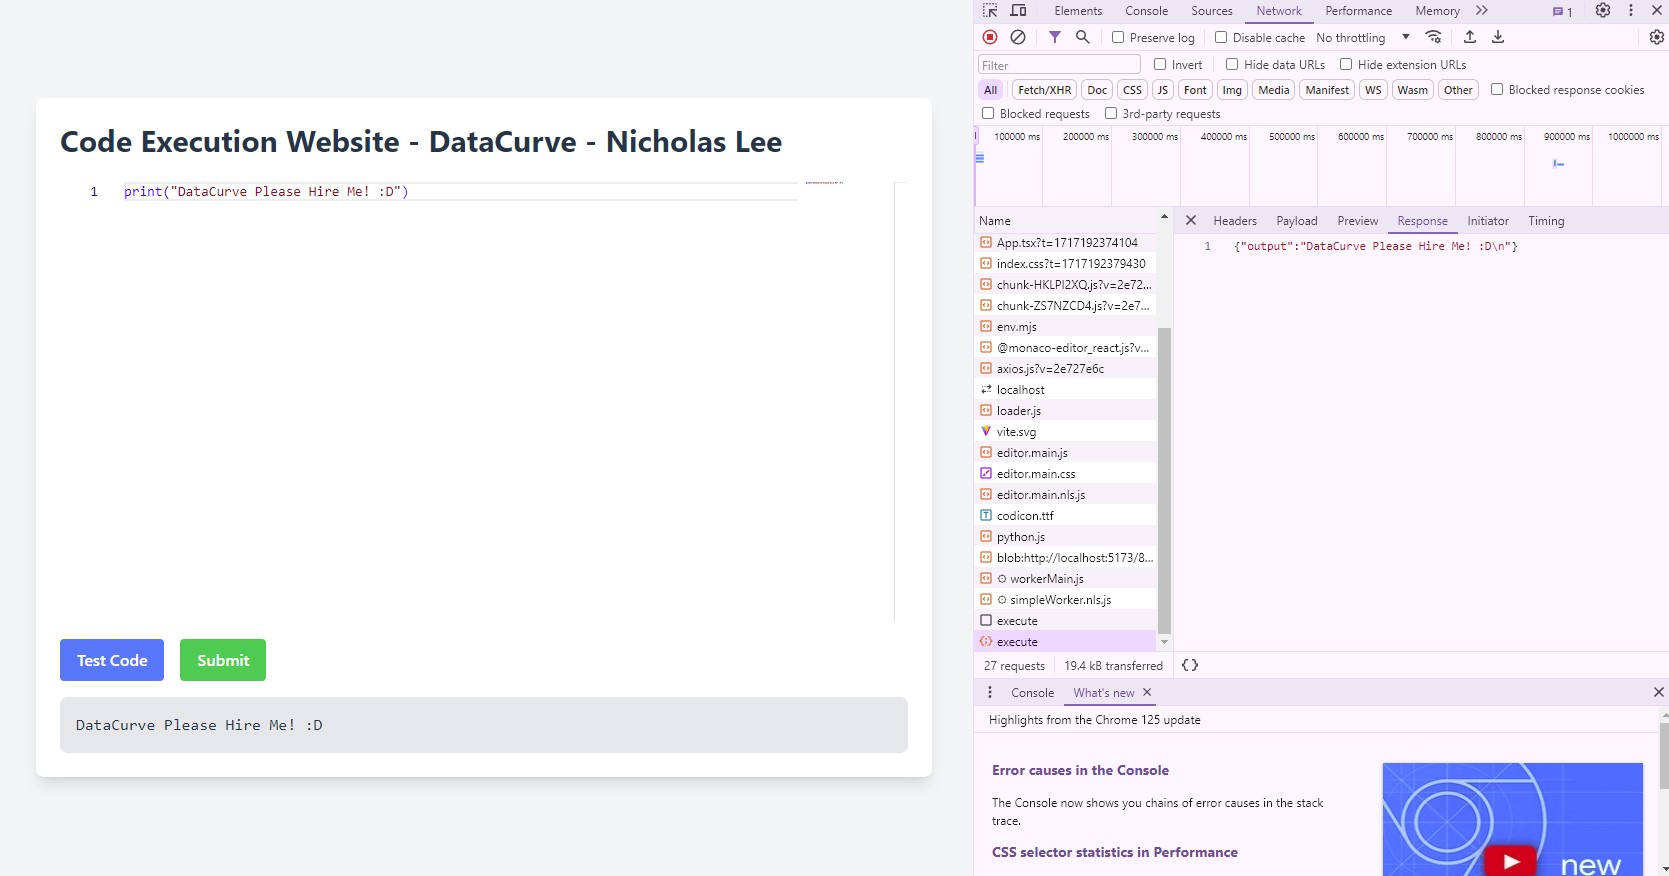 Code Execution Website - DataCurve - Nicholas Lee
1 print("DataCurve Please Hire Me! :D")
Test Code Submit
DataCurve Please Hire Me! :D
Elements Console Sources Network Performance Memory 1
Preserve log Disable cache No throttling
Filter Invert Hide data URLs Hide extension URLs
All Fetch/XHR Doc CSS JS Font Img Media Manifest WS Wasm Other Blocked response cookies
Blocked requests 3rd-party requests
100000 ms 200000 ms 300000 ms 400000 ms 500000 ms 600000 ms 700000 ms 800000 ms 900000 ms 1000000 ms
Name
App.tsx?t=1717192374104
index.css?t=1717192379430
chunk-HKLPI2XQ.js?v=2e72...
chunk-ZS7NZCD4.js?v=2e7...
env.mjs
@monaco-editor_react.js?v...
axios.js?v=2e727e6c
localhost
loader.js
vite.svg
editor.main.js
editor.main.css
editor.main.nls.js
codicon.ttf
python.js
blob:http://localhost:5173/8...
workerMain.js
simpleWorker.nls.js
execute
execute
27 requests 19.4 kB transferred
Headers Payload Preview Response Initiator Timing
1 {"output":"DataCurve Please Hire Me! :D\n"}
Console What's new
Highlights from the Chrome 125 update
Error causes in the Console
The Console now shows you chains of error causes in the stack
trace.
CSS selector statistics in Performance
new